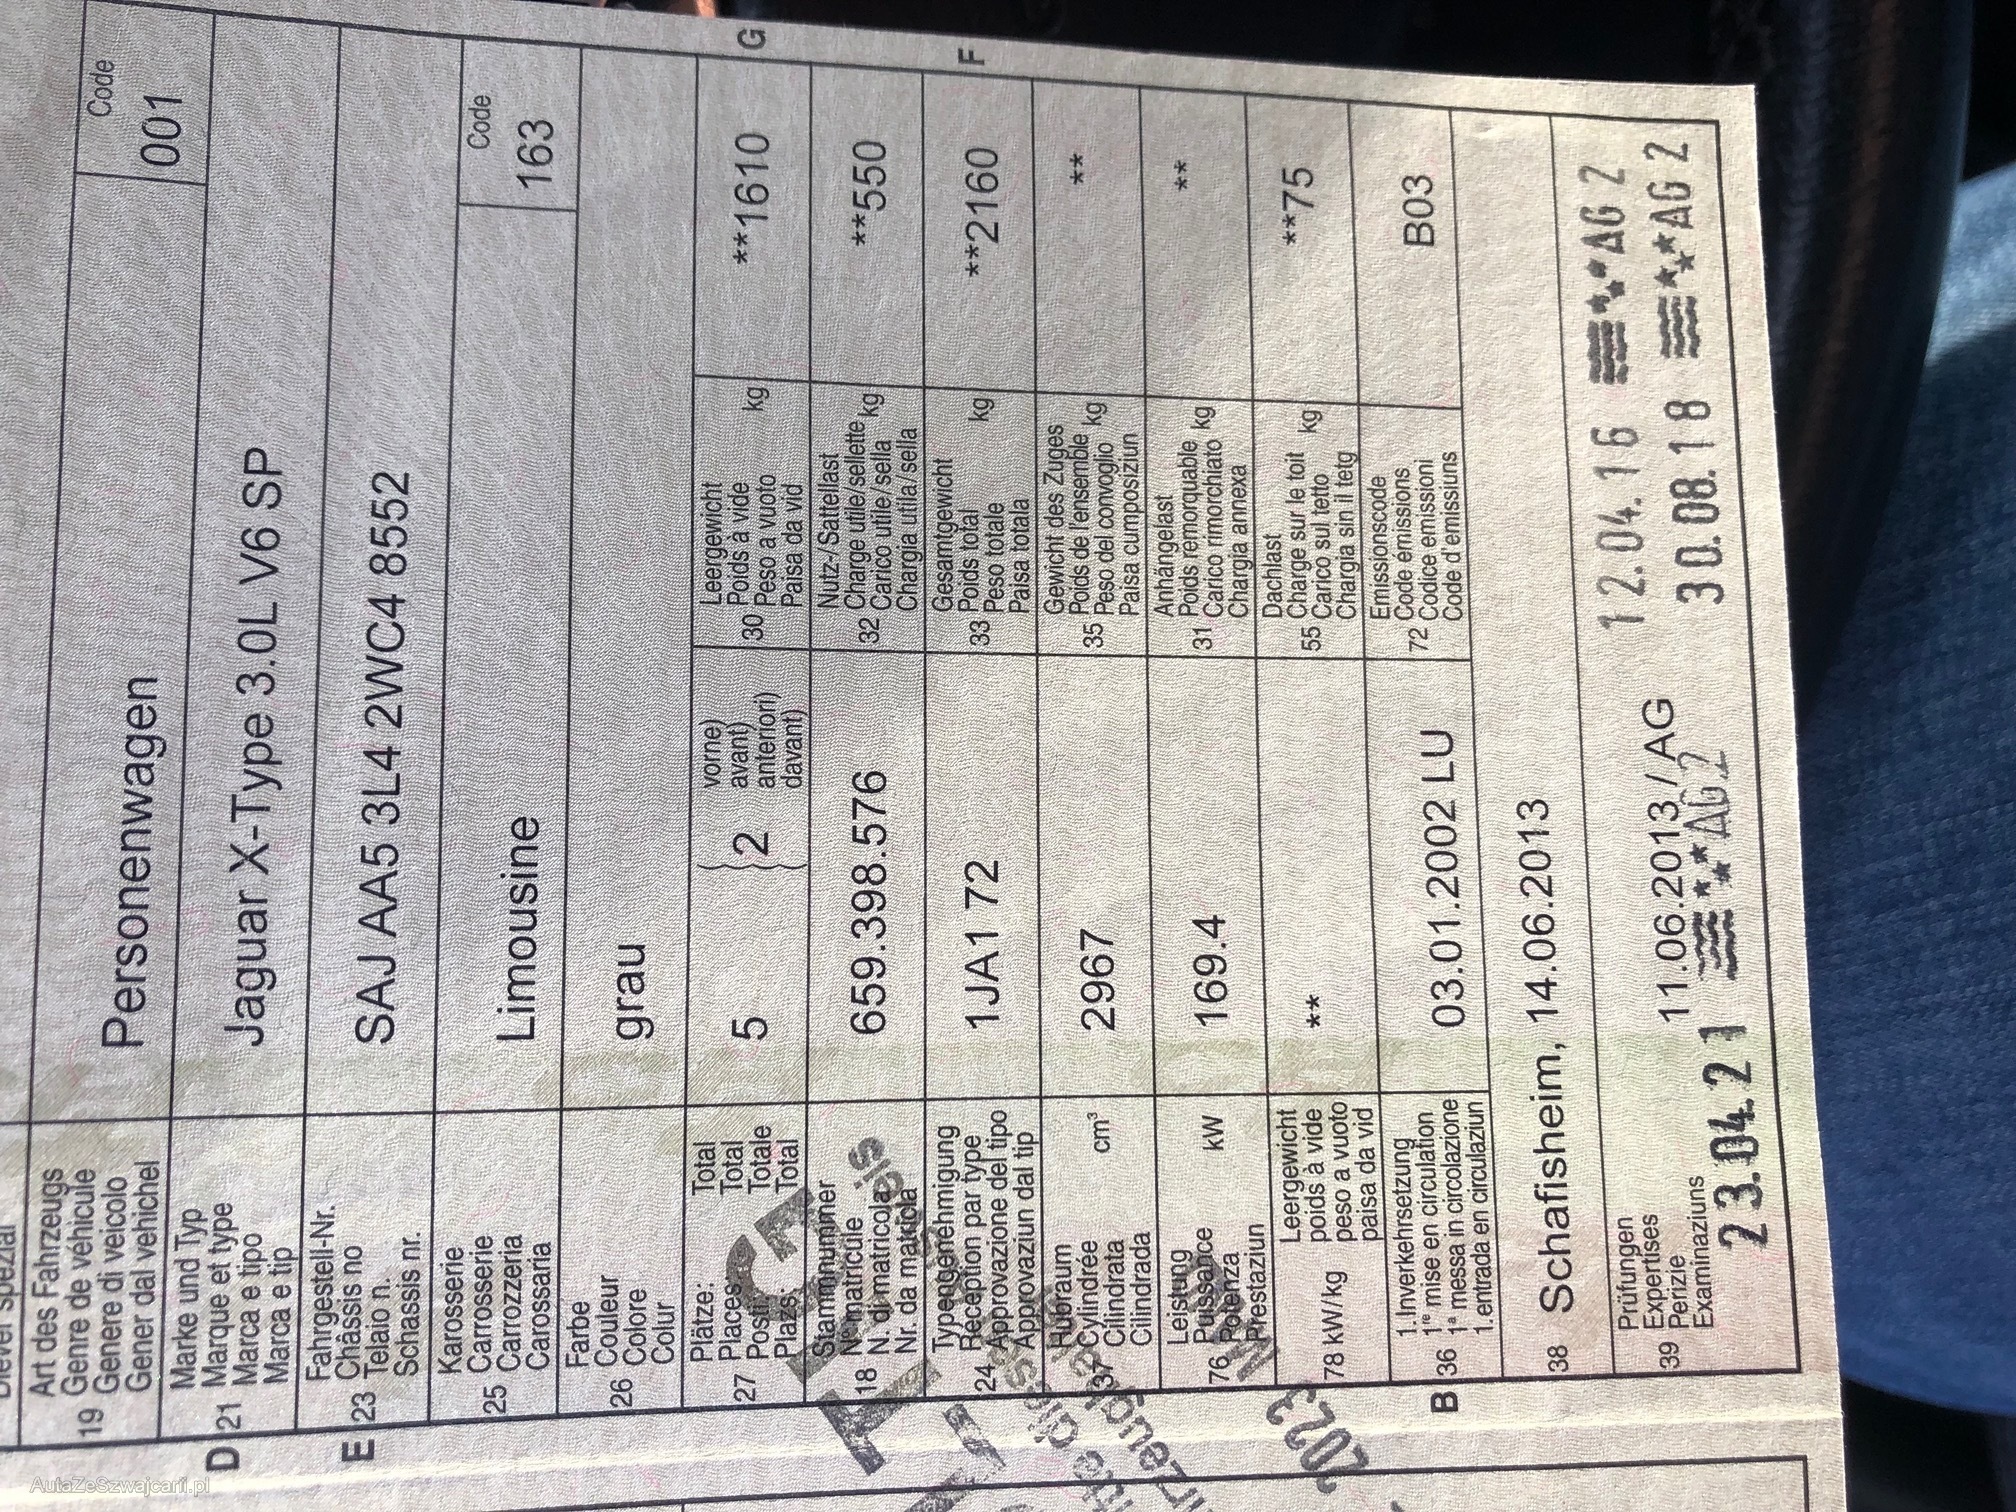 Art des Fahrzeugs
19 Genre de véhicule
Genere di veicolo
Gener dal vehichel
Personenwagen
Code
001
D 21 Marke und Typ
Marque et type
Marca e tipo
Marca e tip
Jaguar X-Type 3.0L V6 SP
E 23 Fahrgestell-Nr.
Châssis no
Telaio n.
Schassis nr.
SAJ AA5 3L4 2WC4 8552
25 Karosserie
Carrosserie
Carrozzeria
Carossaria
Limousine
Code
163
26 Farbe
Couleur
Colore
Colur
grau
27 Plätze: Total
Places: Total
Posti: Totale
Plazs: Total
5
2
vorne)
avant)
anteriori)
davant)
30 Leergewicht
Poids à vide
Peso a vuoto kg
Paisa da vid
**1610
G
18 Stammnummer
No matricule
N. di matricola
Nr. da matricla
659.398.576
32 Nutz-/Sattellast
Charge utile/sellette kg
Carico utile/sella
Chargia utila/sella
**550
24 Typengenehmigung
Réception par type
Approvazione del tipo
Approvaziun dal tip
1JA1 72
33 Gesamtgewicht
Poids total kg
Peso totale
Paisa totala
**2160
F
37 Hubraum
Cylindrée cm³
Cilindrata
Cilindrada
2967
35 Gewicht des Zuges
Poids de l'ensemble kg
Peso del convoglio
Paisa cumposiziun
**
76 Leistung
Puissance kW
Potenza
Prestaziun
169.4
31 Anhängelast
Poids remorquable kg
Carico rimorchiato
Chargia annexa
**
78 kW/kg Leergewicht
poids à vide
peso a vuoto
paisa da vid
**
55 Dachlast
Charge sur le toit kg
Carico sul tetto
Chargia sin il tetg
**75
B 36 1.Inverkehrsetzung
1re mise en circulation
1a messa in circolazione
1.entrada en circulaziun
03.01.2002 LU
72 Emissionscode
Code émissions
Codice emissioni
Code d'emissiuns
B03
38 Schafisheim, 14.06.2013
39 Prüfungen
Expertises
Perizie
Examinaziuns
11.06.2013/AG
12.04.16 AG 2
30.08.18 AG 2
23.04.21 AG 2
2023
AutaZeSzwajcarii.pl